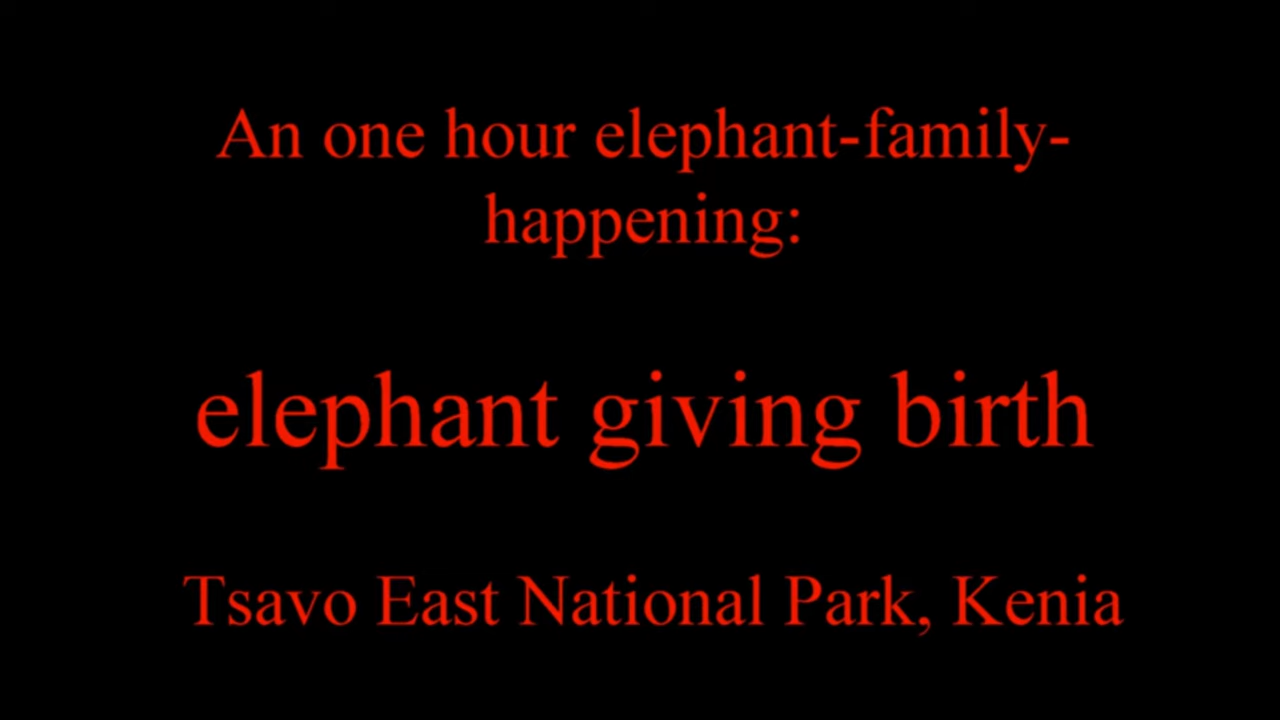 An one hour elephant-family-
happening:
elephant giving birth
Tsavo East National Park, Kenia